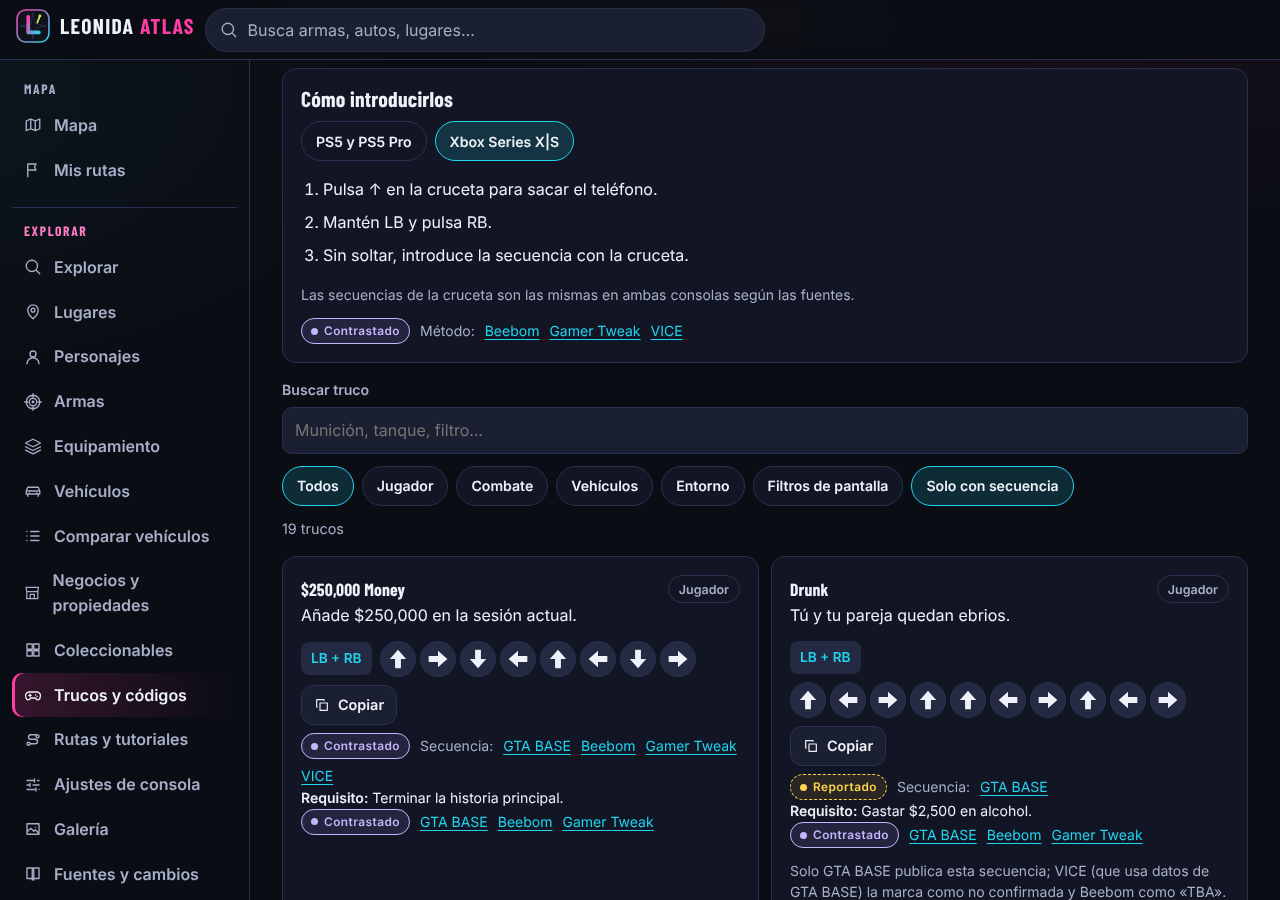 LEONIDA ATLAS
Busca armas, autos, lugares...
MAPA
Mapa
Mis rutas
EXPLORAR
Explorar
Lugares
Personajes
Armas
Equipamiento
Vehículos
Comparar vehículos
Negocios y
propiedades
Coleccionables
Trucos y códigos
Rutas y tutoriales
Ajustes de consola
Galería
Fuentes y cambios
Cómo introducirlos
PS5 y PS5 Pro
Xbox Series X|S
1. Pulsa ↑ en la cruceta para sacar el teléfono.
2. Mantén LB y pulsa RB.
3. Sin soltar, introduce la secuencia con la cruceta.
Las secuencias de la cruceta son las mismas en ambas consolas según las fuentes.
Contrastado Método: Beebom Gamer Tweak VICE
Buscar truco
Munición, tanque, filtro...
Todos Jugador Combate Vehículos Entorno Filtros de pantalla Solo con secuencia
19 trucos
$250,000 Money Jugador
Añade $250,000 en la sesión actual.
LB + RB ↑ → ↓ ← ↑ ← ↓ →
Copiar
Contrastado Secuencia: GTA BASE Beebom Gamer Tweak
VICE
Requisito: Terminar la historia principal.
Contrastado GTA BASE Beebom Gamer Tweak
Drunk Jugador
Tú y tu pareja quedan ebrios.
LB + RB
↑ ← → ↑ ↑ ← → ↑ ← →
Copiar
Reportado Secuencia: GTA BASE
Requisito: Gastar $2,500 en alcohol.
Contrastado GTA BASE Beebom Gamer Tweak
Solo GTA BASE publica esta secuencia; VICE (que usa datos de
GTA BASE) la marca como no confirmada y Beebom como «TBA».